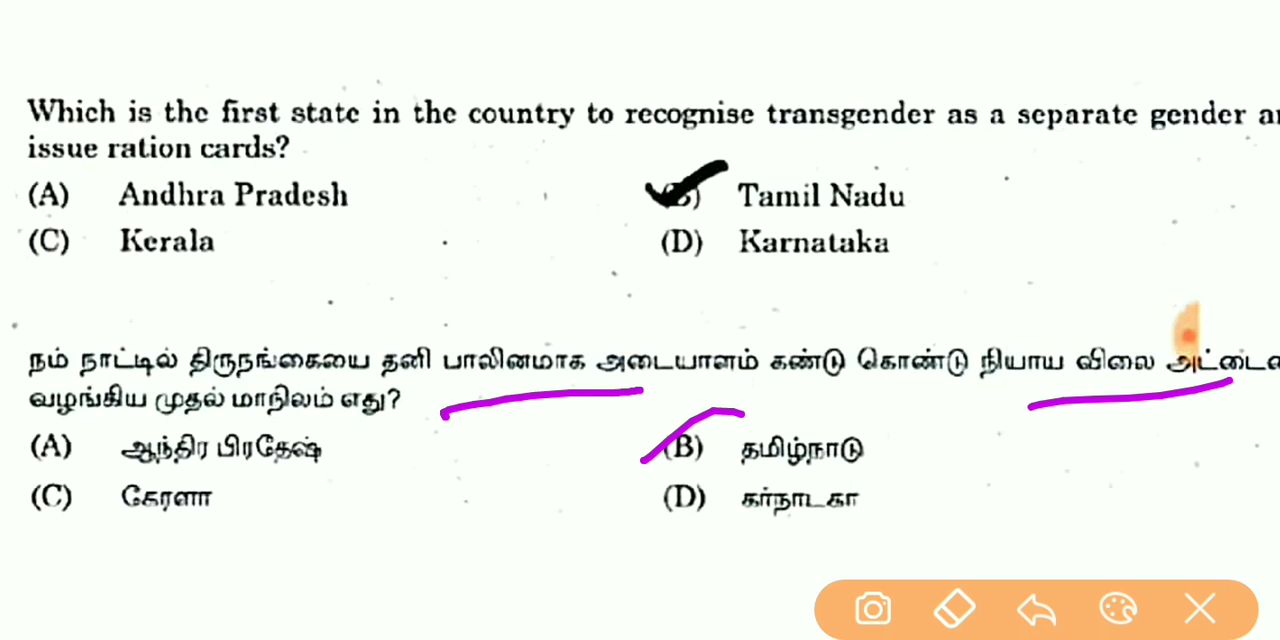 Which is the first state in the country to recognise transgender as a separate gender
issue ration cards?
(A) Andhra Pradesh (B) Tamil Nadu
(C) Kerala (D) Karnataka
நம் நாட்டில் திருநங்கையை தனி பாலினமாக அடையாளம் கண்டு கொண்டு நியாய விலை
வழங்கிய முதல் மாநிலம் எது?
(A) ஆந்திர பிரதேஷ் (B) தமிழ்நாடு
(C) கேரளா (D) கர்நாடகா